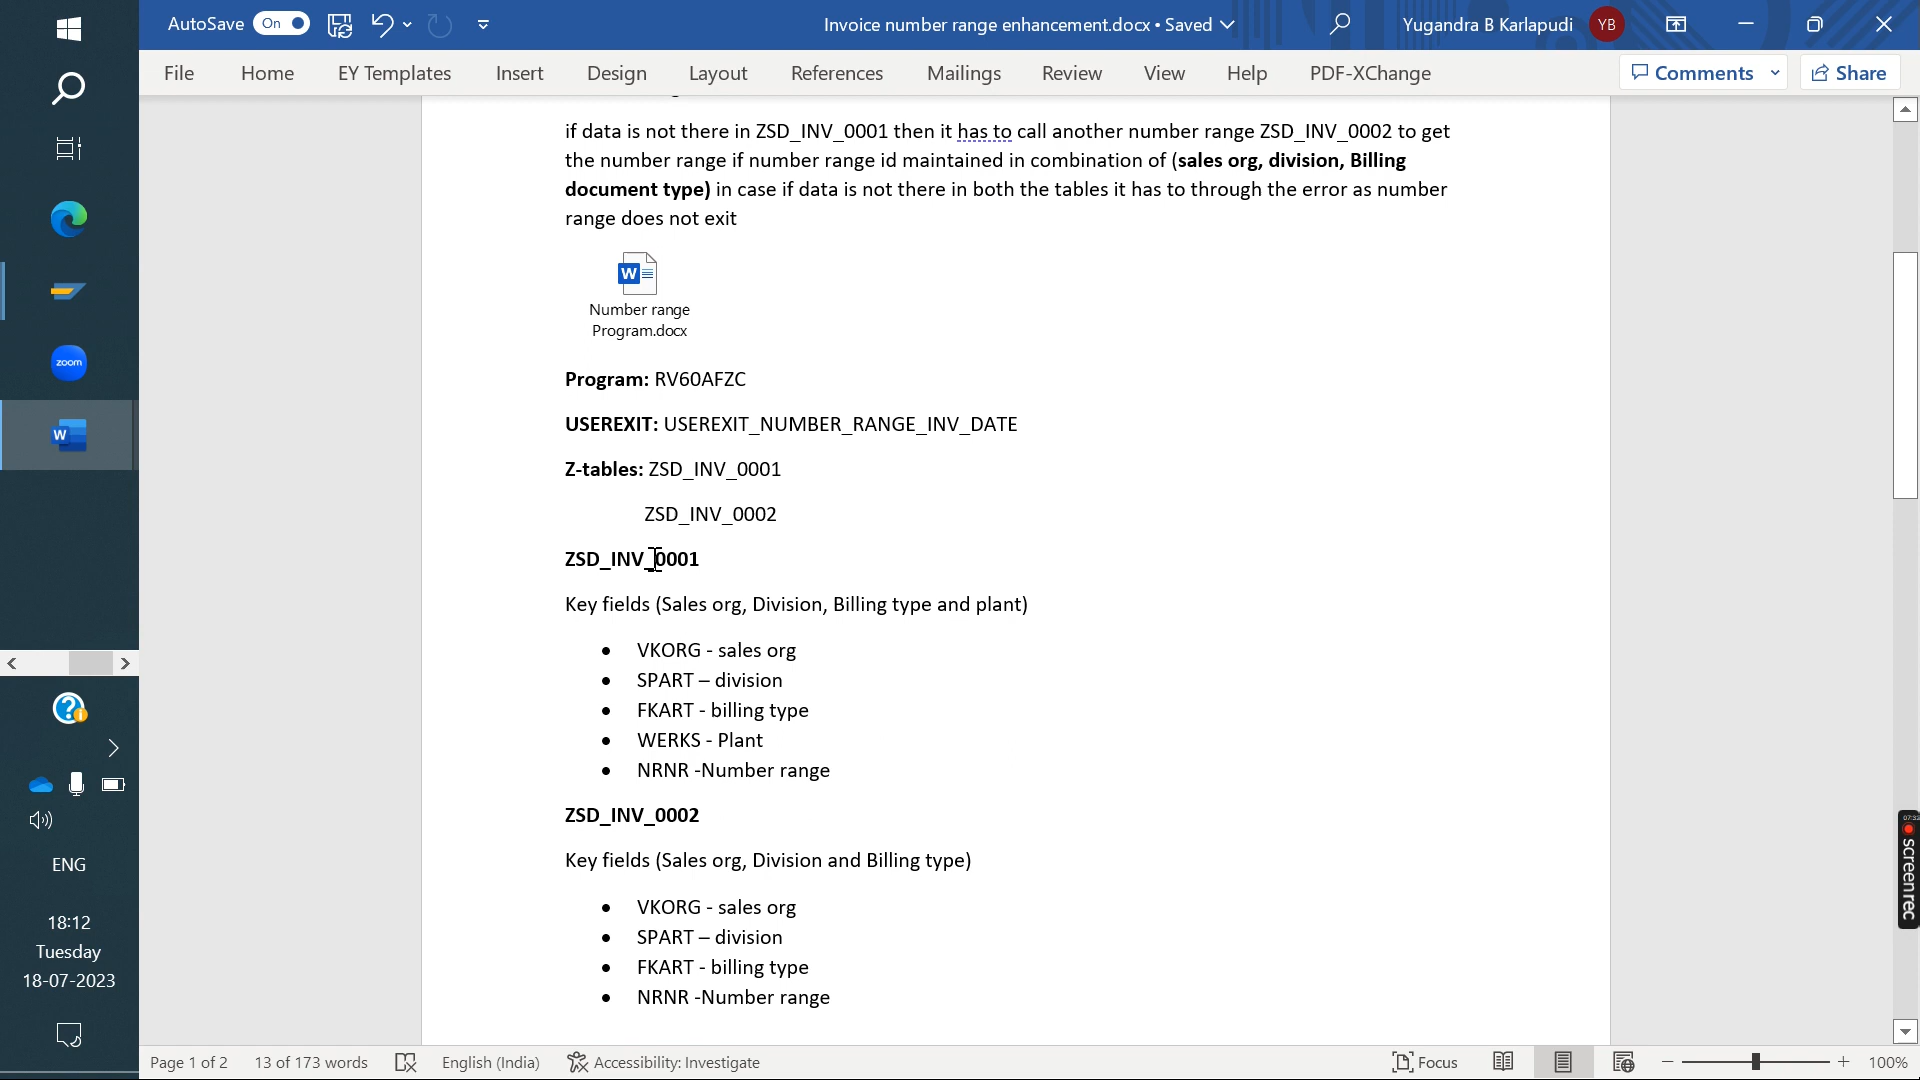 AutoSave On Invoice number range enhancement.docx • Saved Yugandra B Karlapudi YB
File Home EY Templates Insert Design Layout References Mailings Review View Help PDF-XChange Comments Share
if data is not there in ZSD_INV_0001 then it has to call another number range ZSD_INV_0002 to get
the number range if number range id maintained in combination of (sales org, division, Billing
document type) in case if data is not there in both the tables it has to through the error as number
range does not exit
W
Number range
Program.docx
Program: RV60AFZC
USEREXIT: USEREXIT_NUMBER_RANGE_INV_DATE
Z-tables: ZSD_INV_0001
ZSD_INV_0002
ZSD_INV_0001
Key fields (Sales org, Division, Billing type and plant)
• VKORG - sales org
• SPART – division
• FKART - billing type
• WERKS - Plant
• NRNR -Number range
ZSD_INV_0002
Key fields (Sales org, Division and Billing type)
• VKORG - sales org
• SPART – division
• FKART - billing type
• NRNR -Number range
zoom
W
ENG
18:12
Tuesday
18-07-2023
screenrec
Page 1 of 2 13 of 173 words English (India) Accessibility: Investigate Focus 100%